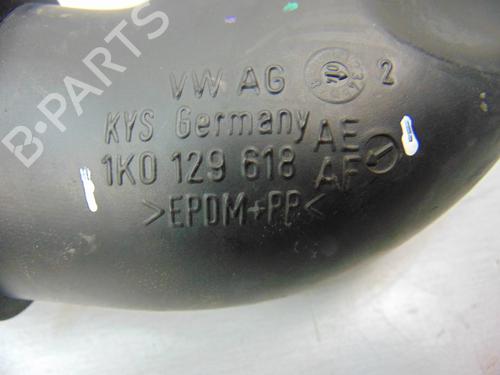 B-PARTS
VW AG 2
KYS Germany AE
1K0 129 618 AF
>EPDM+PP<